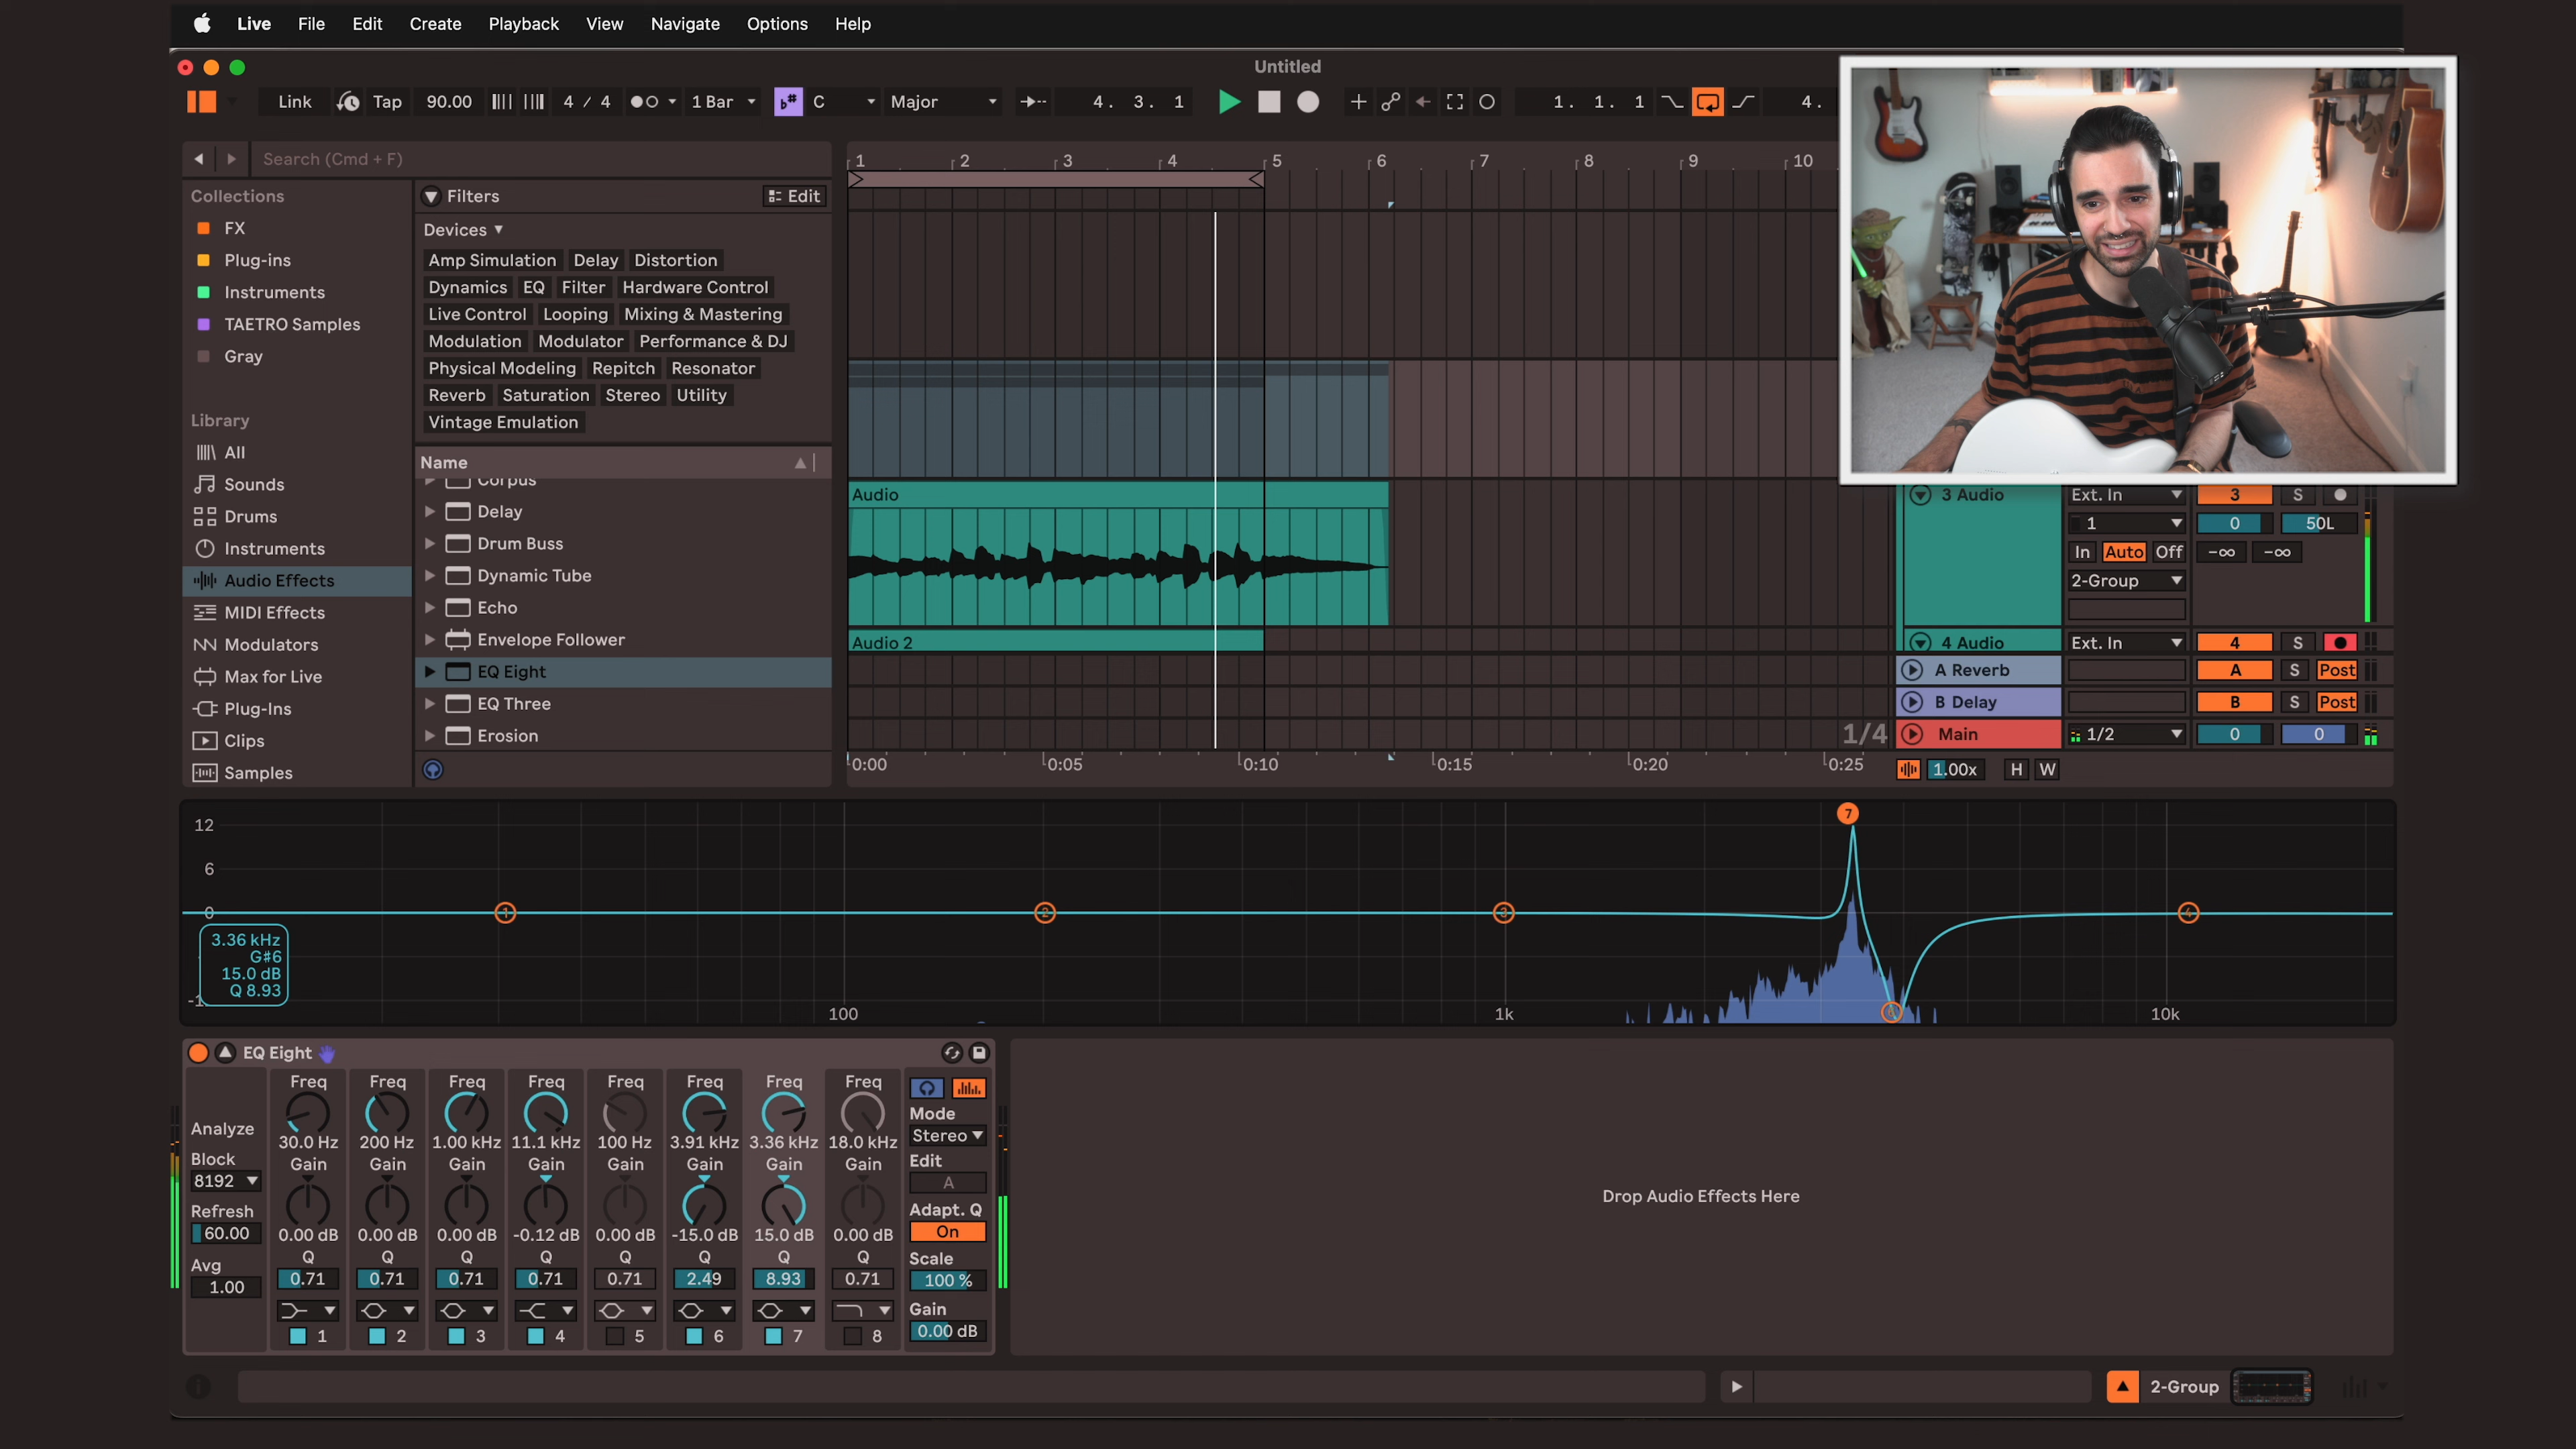 Live File Edit Create Playback View Navigate Options Help
Untitled
Link Tap 90.00 4 / 4 1 Bar C Major 4. 3. 1 1. 1. 1 4.
Search (Cmd + F)
Collections
FX
Plug-ins
Instruments
TAETRO Samples
Gray
Library
All
Sounds
Drums
Instruments
Audio Effects
MIDI Effects
Modulators
Max for Live
Plug-Ins
Clips
Samples
Filters Edit
Devices
Amp Simulation Delay Distortion
Dynamics EQ Filter Hardware Control
Live Control Looping Mixing & Mastering
Modulation Modulator Performance & DJ
Physical Modeling Repitch Resonator
Reverb Saturation Stereo Utility
Vintage Emulation
Name
Corpus
Delay
Drum Buss
Dynamic Tube
Echo
Envelope Follower
EQ Eight
EQ Three
Erosion
1 2 3 4 5 6 7 8 9 10
Audio
Audio 2
1/4
0:00 0:05 0:10 0:15 0:20 0:25
3 Audio Ext. In 3 S
1 0 50L
In Auto Off -∞ -∞
2-Group
4 Audio Ext. In 4 S
A Reverb A S Post
B Delay B S Post
Main 1/2 0 0
1.00x H W
12
6
0
3.36 kHz
G#6
15.0 dB
Q 8.93
100 1k 10k
1 2 3 4 7
EQ Eight
Analyze
Block
8192
Refresh
60.00
Avg
1.00
Freq Freq Freq Freq Freq Freq Freq Freq
30.0 Hz 200 Hz 1.00 kHz 11.1 kHz 100 Hz 3.91 kHz 3.36 kHz 18.0 kHz
Gain Gain Gain Gain Gain Gain Gain Gain
0.00 dB 0.00 dB 0.00 dB -0.12 dB 0.00 dB -15.0 dB 15.0 dB 0.00 dB
Q Q Q Q Q Q Q Q
0.71 0.71 0.71 0.71 0.71 2.49 8.93 0.71
1 2 3 4 5 6 7 8
Mode
Stereo
Edit
A
Adapt. Q
On
Scale
100 %
Gain
0.00 dB
Drop Audio Effects Here
2-Group